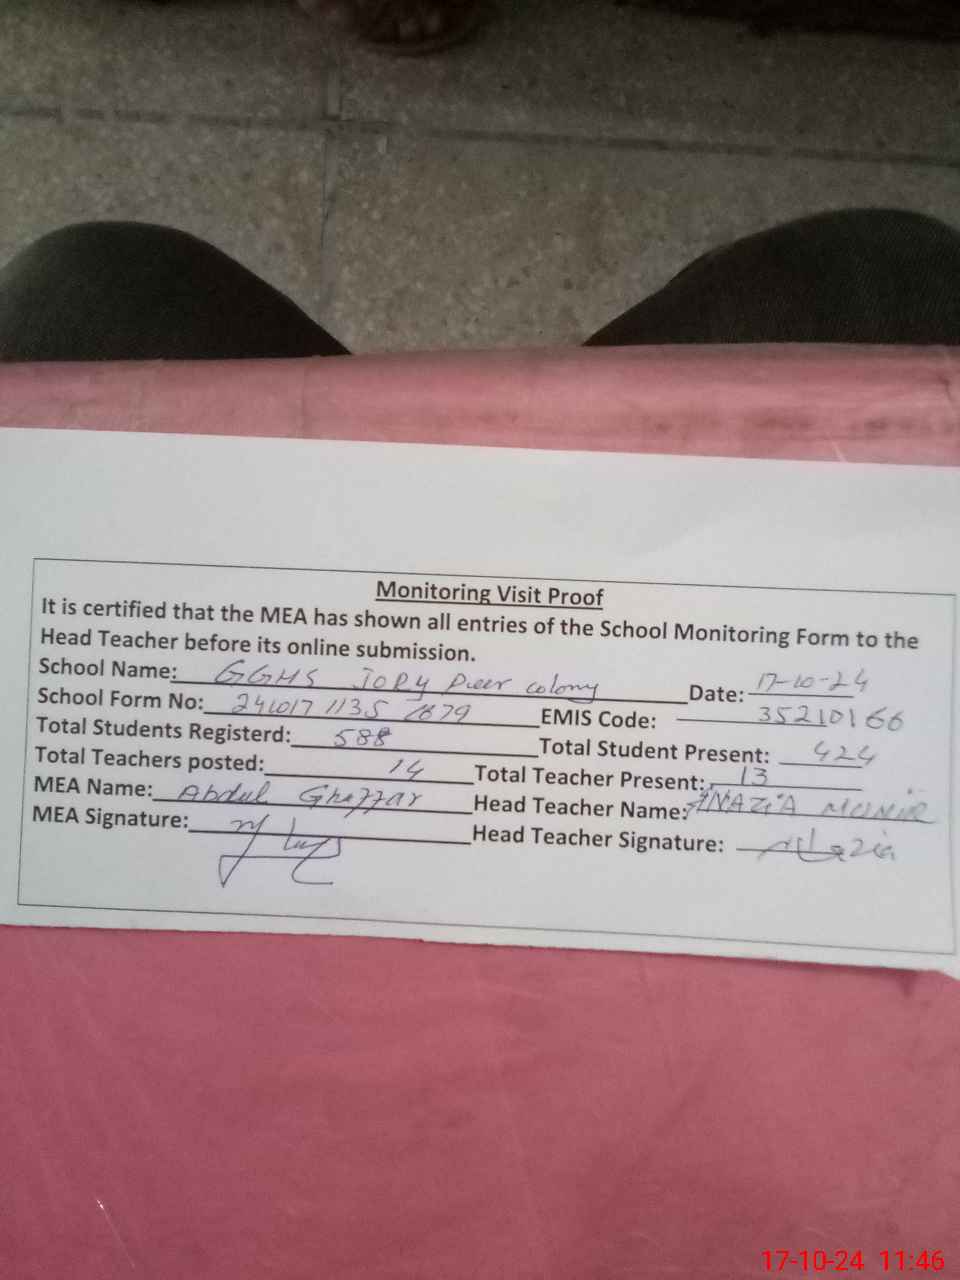 Monitoring Visit Proof
It is certified that the MEA has shown all entries of the School Monitoring Form to the
Head Teacher before its online submission.
School Name: GGHS JODY Peer colony Date: 17-10-24
School Form No: 241017 1135 2879 EMIS Code: 35210166
Total Students Registerd: 588 Total Student Present: 424
Total Teachers posted: 14 Total Teacher Present: 13
MEA Name: Abdul Ghaffar Head Teacher Name: NAZIA MUNIR
MEA Signature: Head Teacher Signature: Nazia
17-10-24 11:46